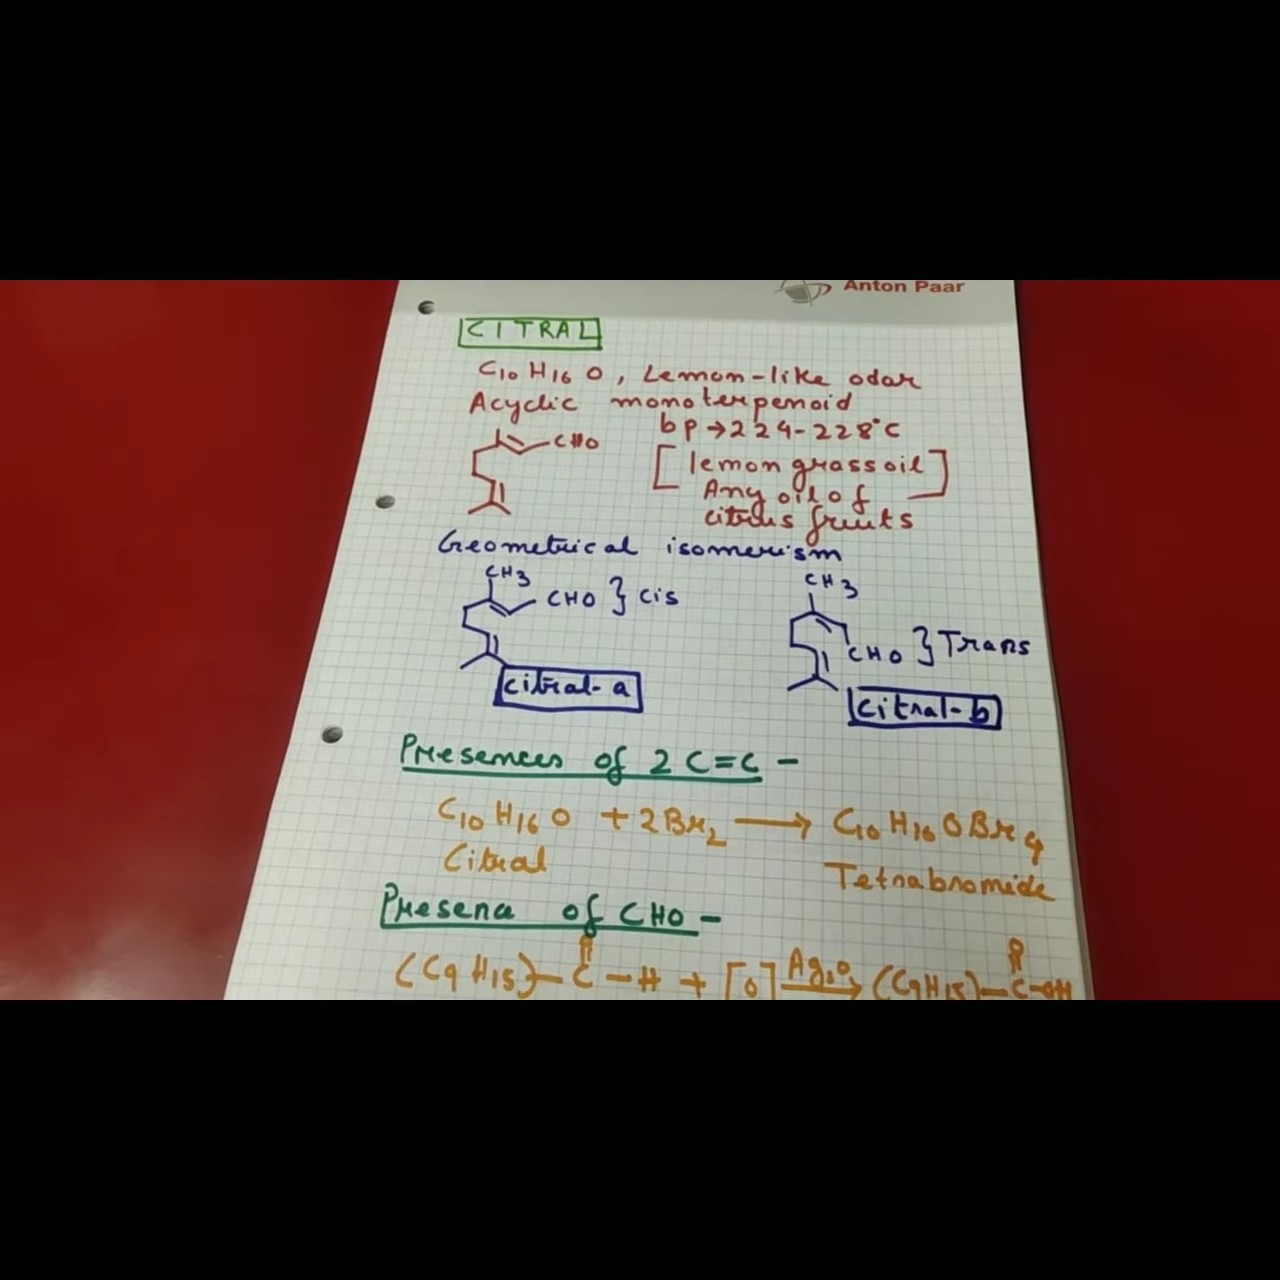 Anton Paar
CITRAL
C10 H16 O, Lemon-like odar
Acyclic monoterpenoid
bp → 224-228°C
CHO
[lemon grass oil]
Any oil of
citrus fruits
Geometrical isomerism
CH3
CHO } Cis
citral-a
CH3
CHO } Trans
Citral-b
Presences of 2 C=C -
C10 H16 O + 2Br2 → C10 H16 O Br4
Citral
Tetrabromide
Presence of CHO -
O O
(C9 H15)-C-H + [O] Ag2O → (C9H15)-C-OH